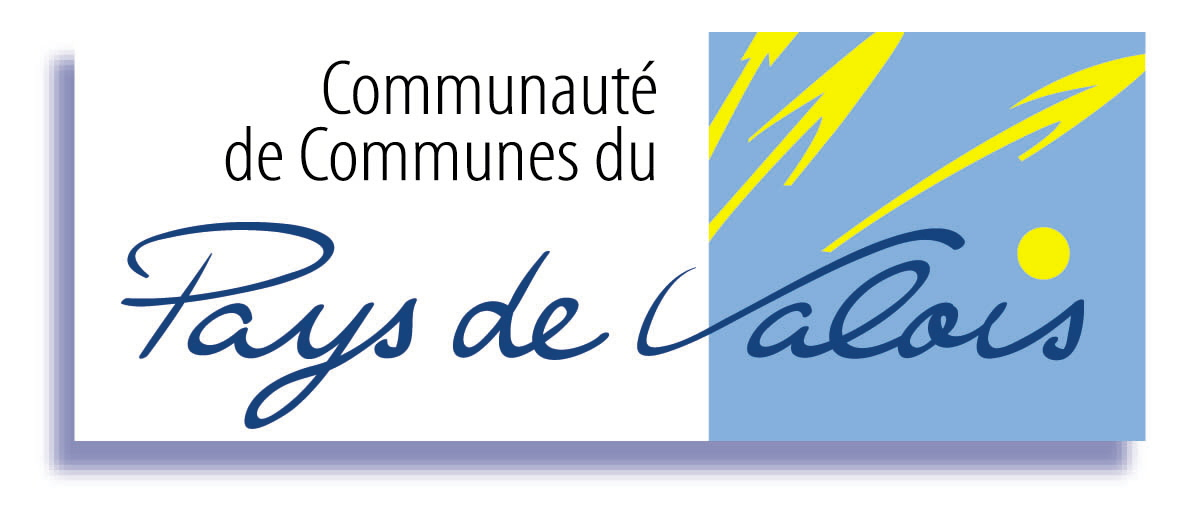 Communauté
de Communes du
Pays de Valois